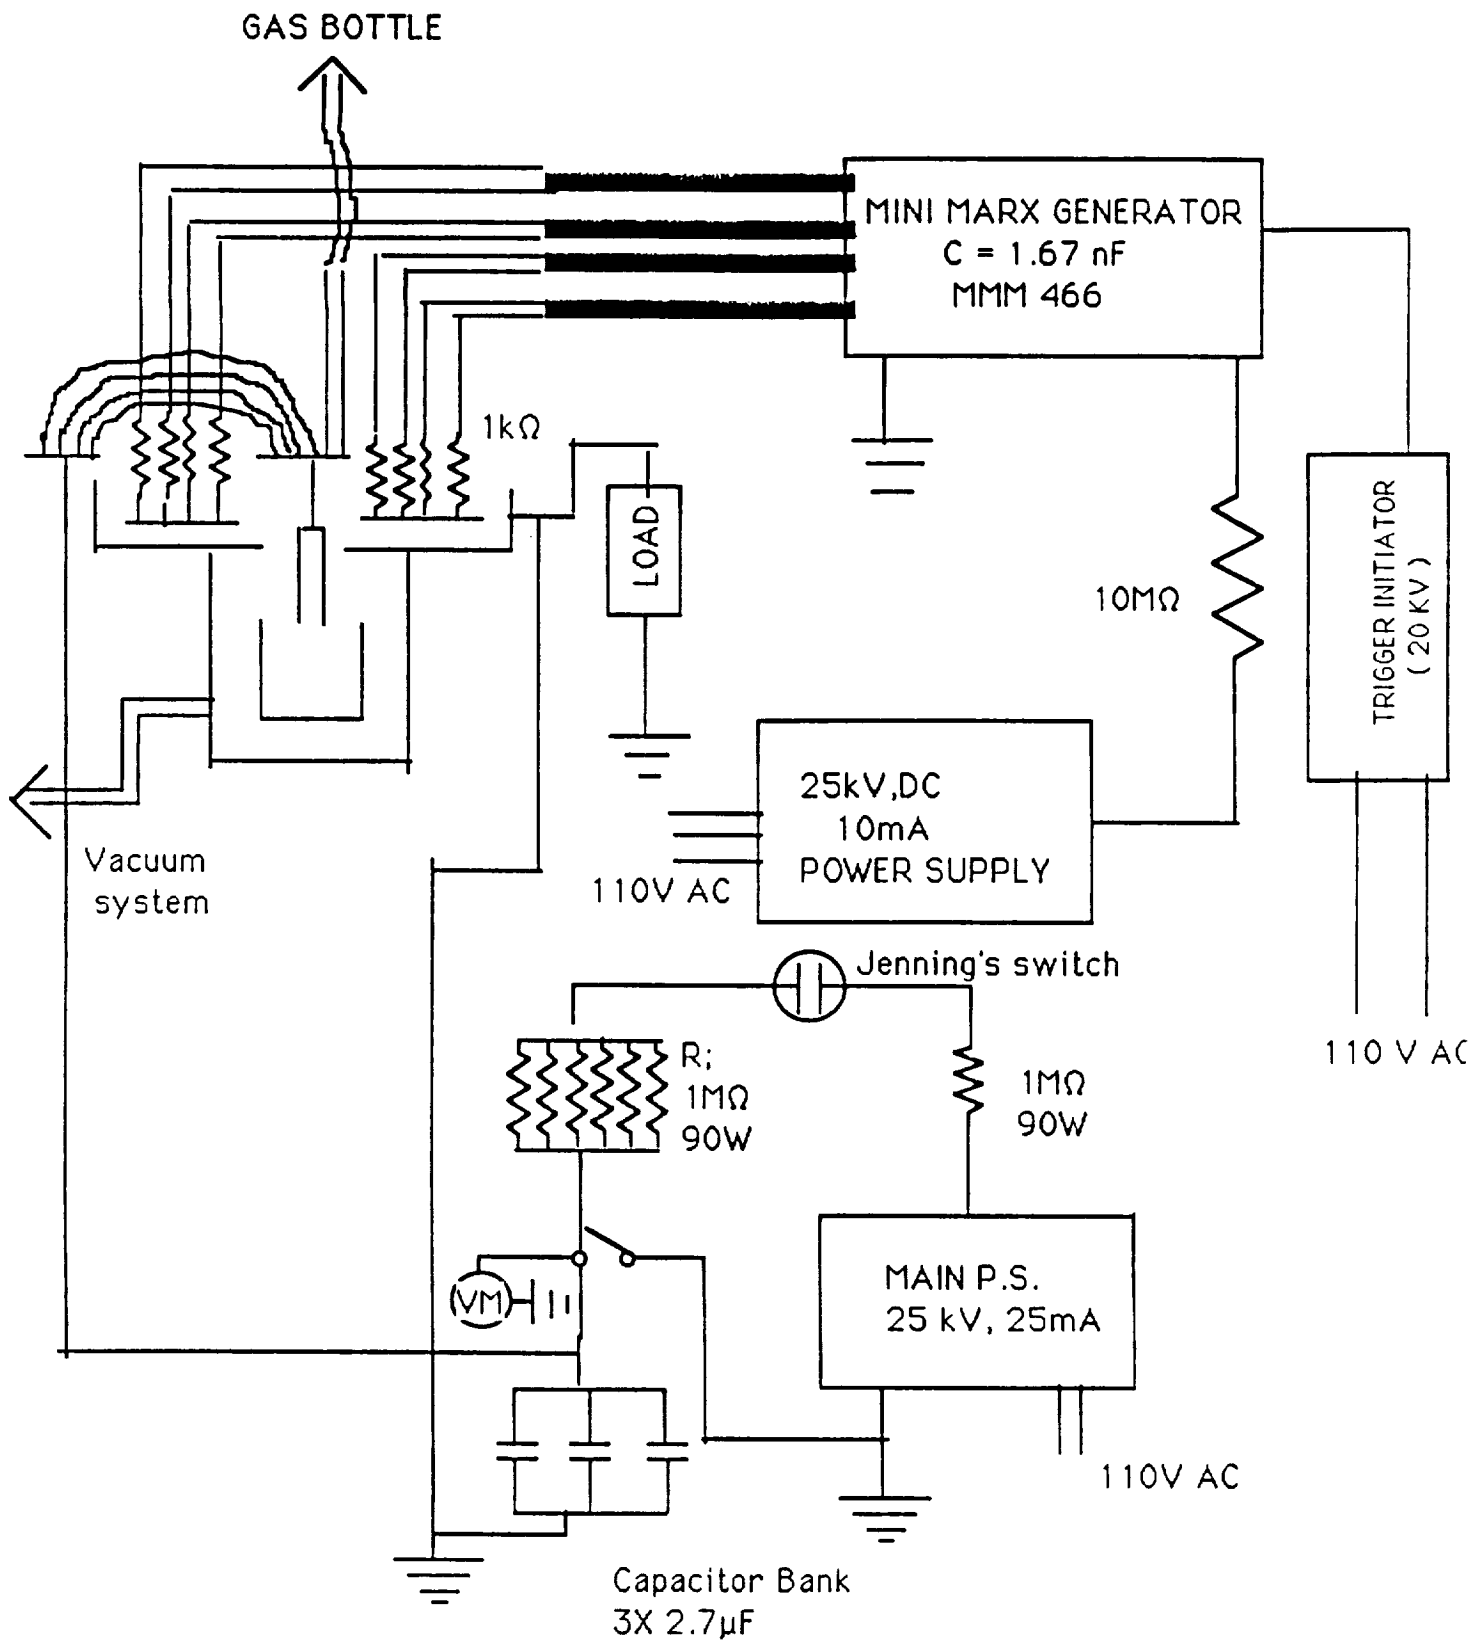 GAS BOTTLE
MINI MARX GENERATOR
C = 1.67 nF
MMM 466
1kΩ
LOAD
10MΩ
TRIGGER INITIATOR
( 20 KV )
25kV,DC
10mA
POWER SUPPLY
110V AC
Vacuum
system
Jenning's switch
110 V AC
R;
1MΩ
90W
1MΩ
90W
VM
MAIN P.S.
25 kV, 25mA
110V AC
Capacitor Bank
3X 2.7µF